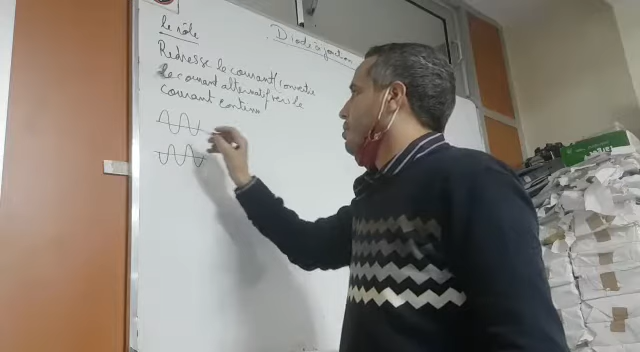 Diode à jonction
le rôle
Redresse le courant (convertir
le courant alternatif vers le
courant continu